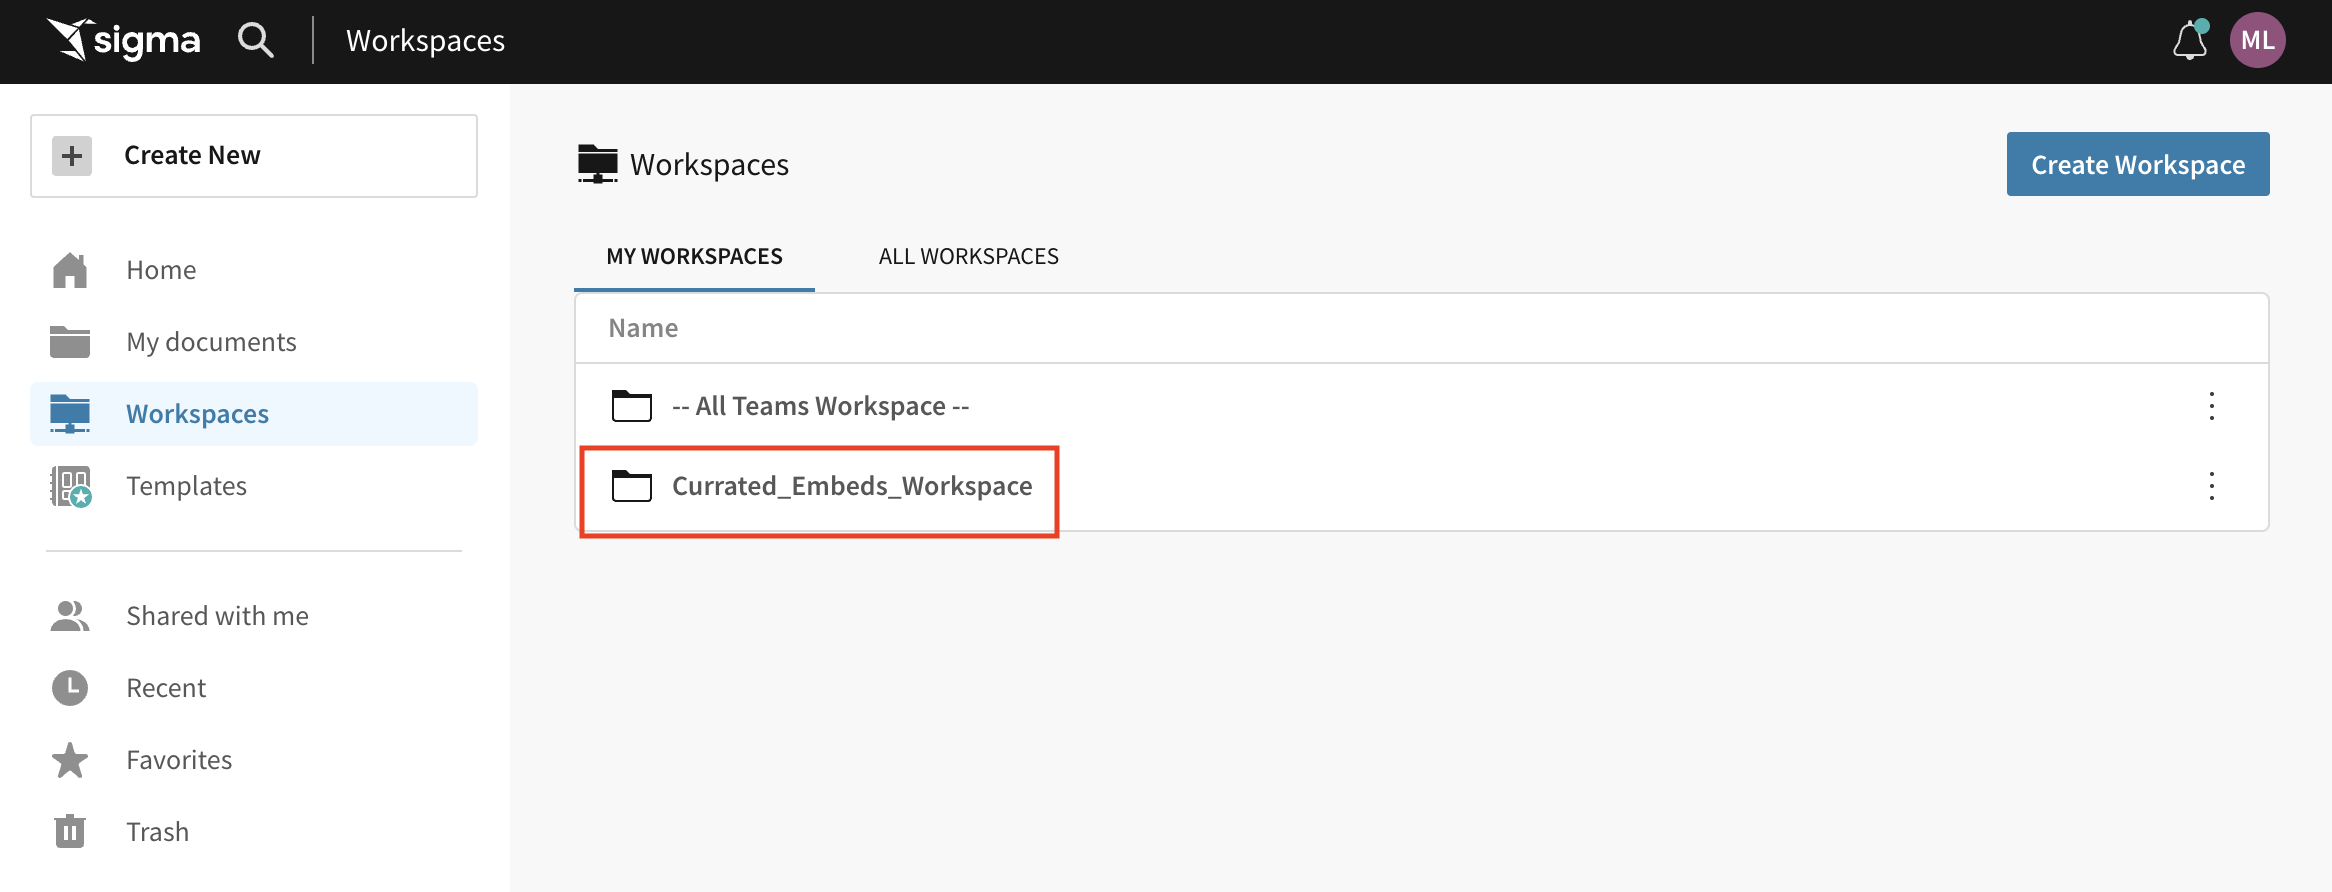 sigma
Workspaces
ML
Create New
Home
My documents
Workspaces
Templates
Shared with me
Recent
Favorites
Trash
Workspaces
Create Workspace
MY WORKSPACES
ALL WORKSPACES
Name
-- All Teams Workspace --
Currated_Embeds_Workspace